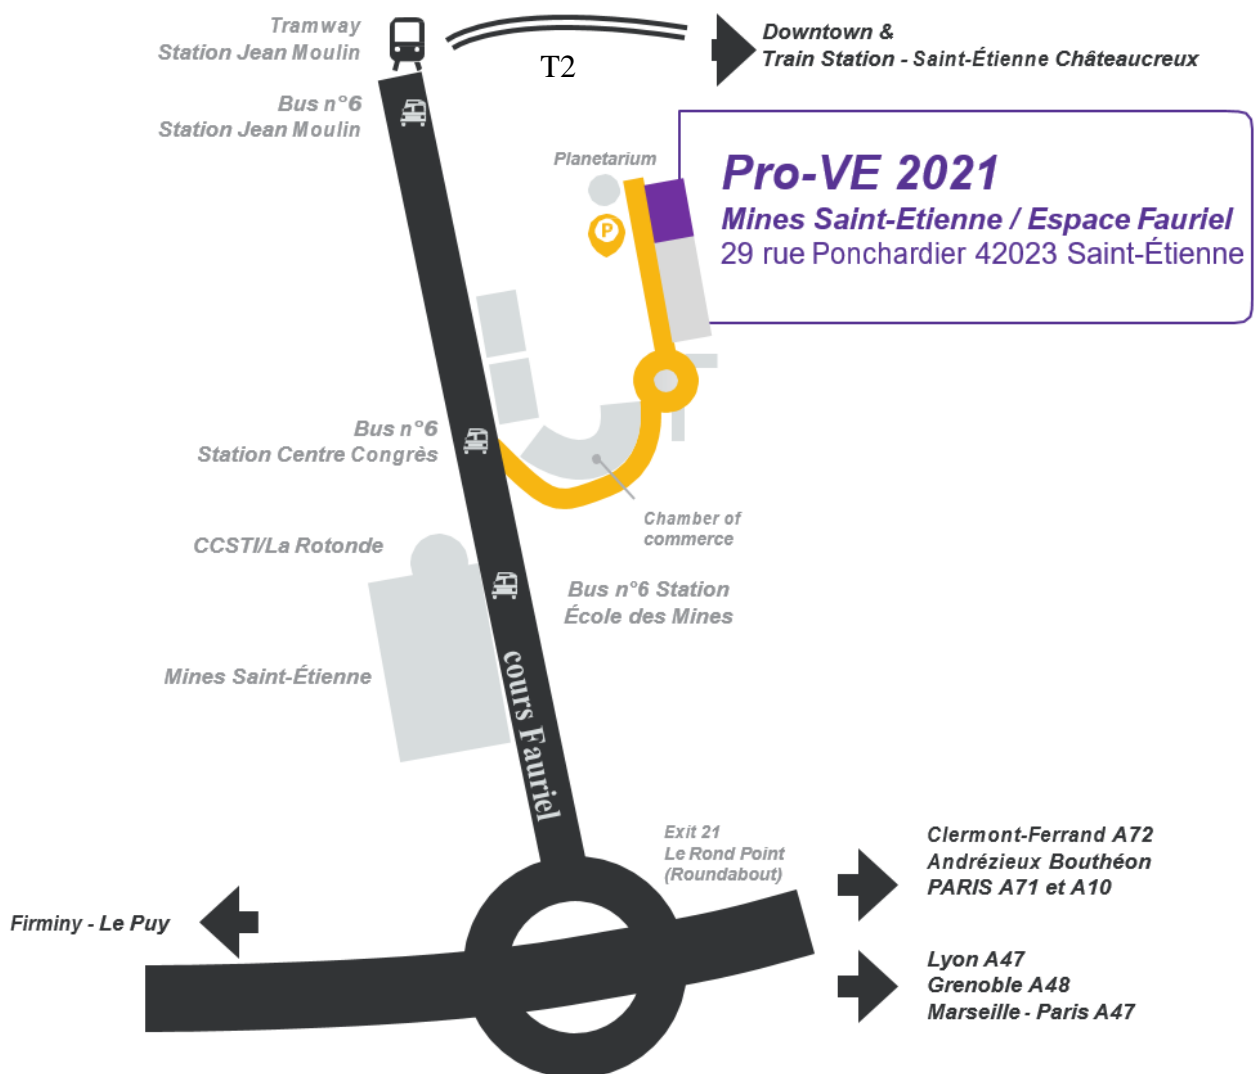 Tramway
Station Jean Moulin
T2
Downtown &
Train Station - Saint-Étienne Châteaucreux
Bus n°6
Station Jean Moulin
Planetarium
P
Pro-VE 2021
Mines Saint-Etienne / Espace Fauriel
29 rue Ponchardier 42023 Saint-Étienne
Bus n°6
Station Centre Congrès
Chamber of
commerce
CCSTI/La Rotonde
Bus n°6 Station
École des Mines
Mines Saint-Étienne
cours Fauriel
Exit 21
Le Rond Point
(Roundabout)
Clermont-Ferrand A72
Andrézieux Bouthéon
PARIS A71 et A10
Firminy - Le Puy
Lyon A47
Grenoble A48
Marseille - Paris A47